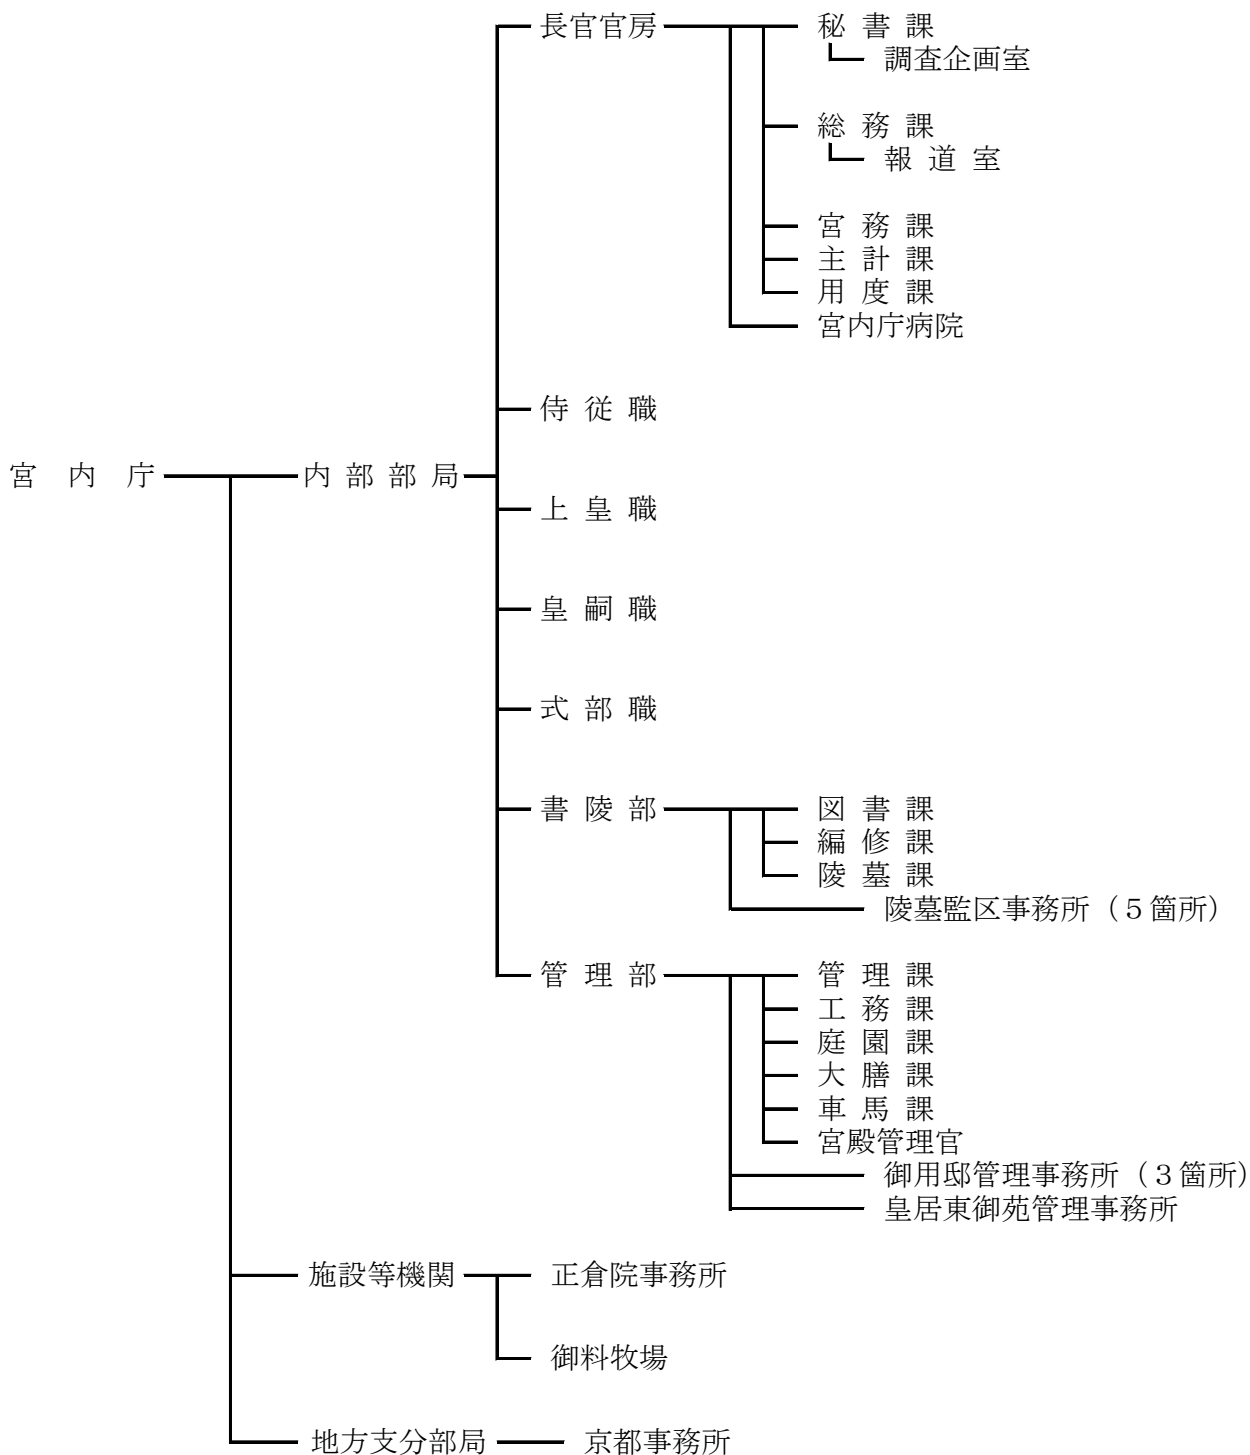 宮内庁
内部部局
長官官房
秘書課
調査企画室
総務課
報道室
宮務課
主計課
用度課
宮内庁病院
侍従職
上皇職
皇嗣職
式部職
書陵部
図書課
編修課
陵墓課
陵墓監区事務所（５箇所）
管理部
管理課
工務課
庭園課
大膳課
車馬課
宮殿管理官
御用邸管理事務所（３箇所）
皇居東御苑管理事務所
施設等機関
正倉院事務所
御料牧場
地方支分部局
京都事務所